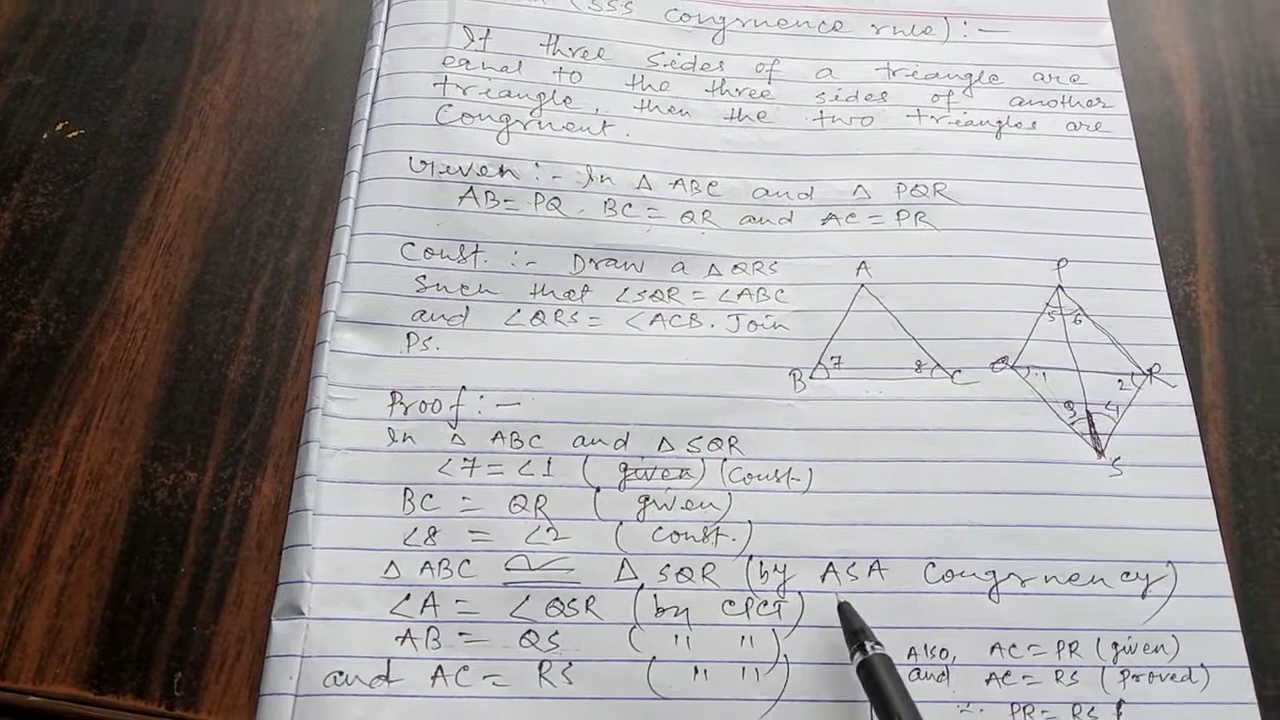 (SSS congruence rule) :-
If three sides of a triangle are
equal to the three sides of another
triangle, then the two triangles are
Congruent.
Given :- In △ ABC and △ PQR
AB = PQ, BC = QR and AC = PR
Const. :- Draw a △QRS
Such that ∠SQR = ∠ABC
and ∠QRS = ∠ACB. Join
PS.
A
B
7
8
C
P
5
6
Q
1
2
R
3
4
S
Proof :-
In △ ABC and △ SQR
∠7 = ∠1 (given) (Const.)
BC = QR (given)
∠8 = ∠2 (const.)
△ ABC ≅ △ SQR (by ASA Congruency)
∠A = ∠QSR (by CPCT)
AB = QS ( " " )
and AC = RS ( " " )
Also, AC = PR (given)
and AC = RS (Proved)
∴ PR = RS